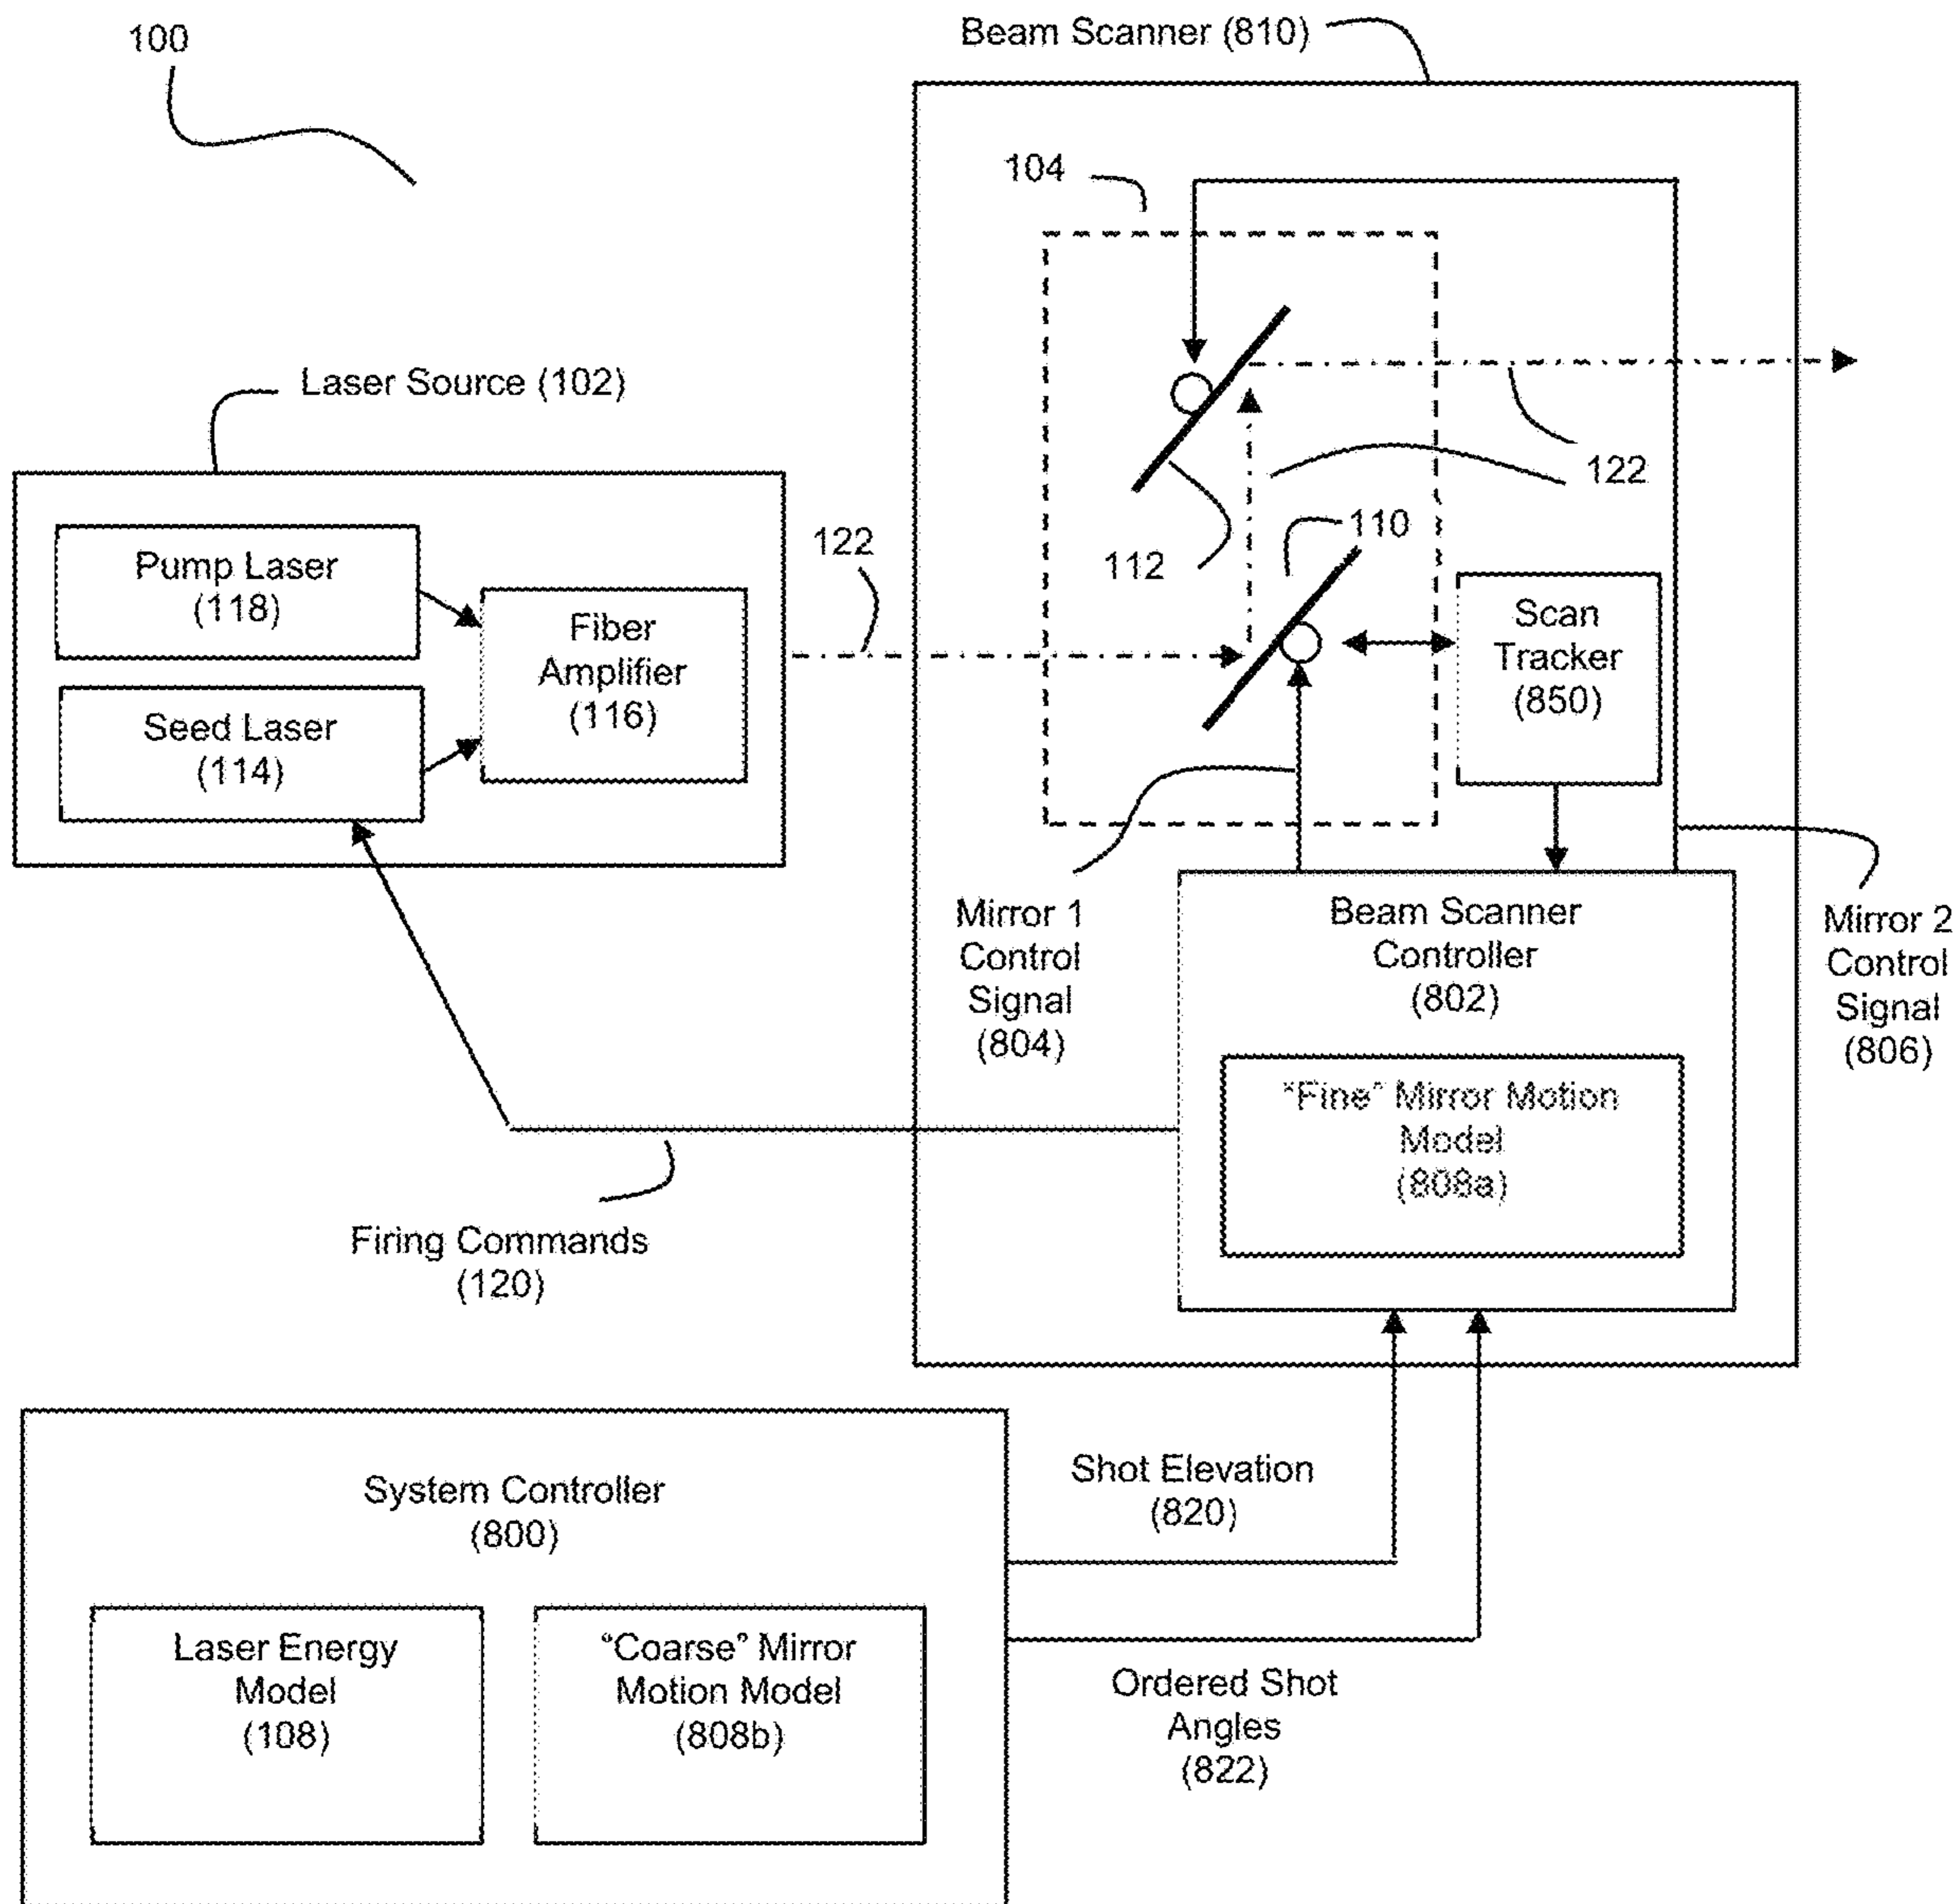 100
Beam Scanner (810)
104
Laser Source (102)
Pump Laser
(118)
Seed Laser
(114)
Fiber
Amplifier
(116)
122
112
110
122
Scan
Tracker
(850)
Mirror 1
Control
Signal
(804)
Beam Scanner
Controller
(802)
"Fine" Mirror Motion
Model
(808a)
Mirror 2
Control
Signal
(806)
Firing Commands
(120)
System Controller
(800)
Laser Energy
Model
(108)
"Coarse" Mirror
Motion Model
(808b)
Shot Elevation
(820)
Ordered Shot
Angles
(822)